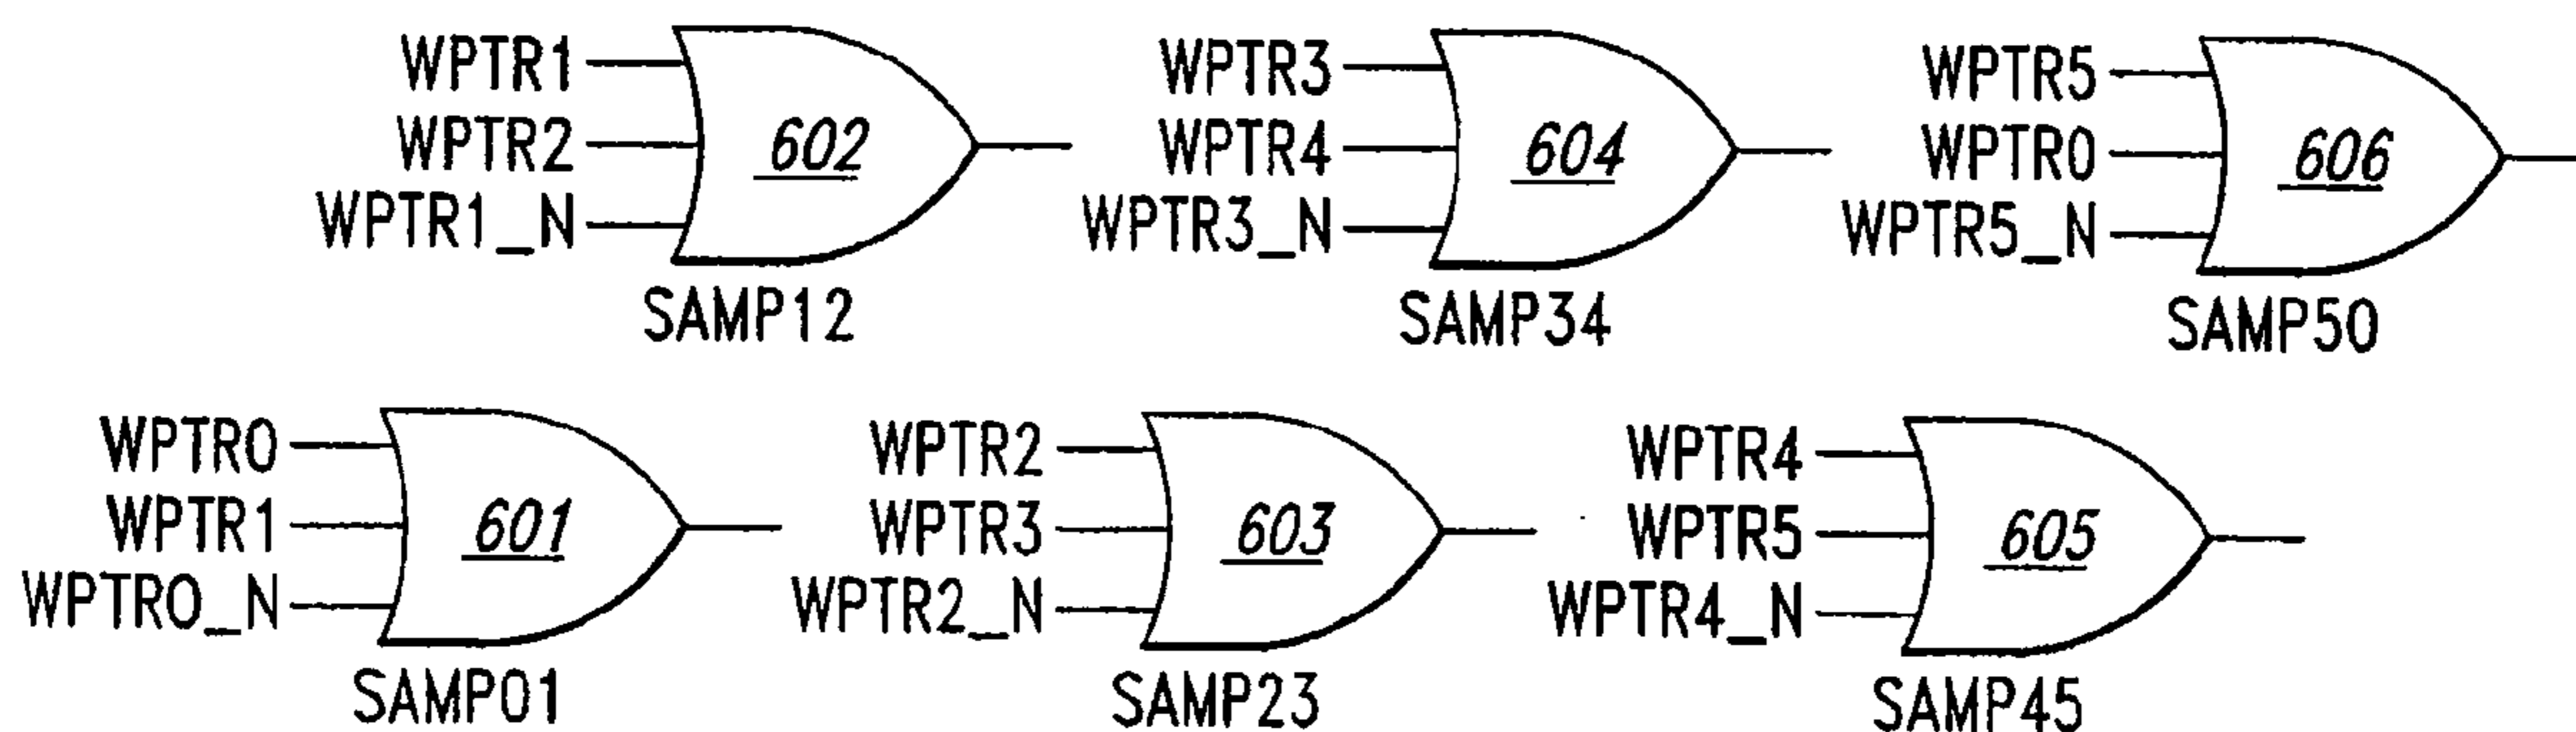 WPTR1
WPTR2
WPTR1_N
602
SAMP12
WPTR3
WPTR4
WPTR3_N
604
SAMP34
WPTR5
WPTR0
WPTR5_N
606
SAMP50
WPTR0
WPTR1
WPTR0_N
601
SAMP01
WPTR2
WPTR3
WPTR2_N
603
SAMP23
WPTR4
WPTR5
WPTR4_N
605
SAMP45